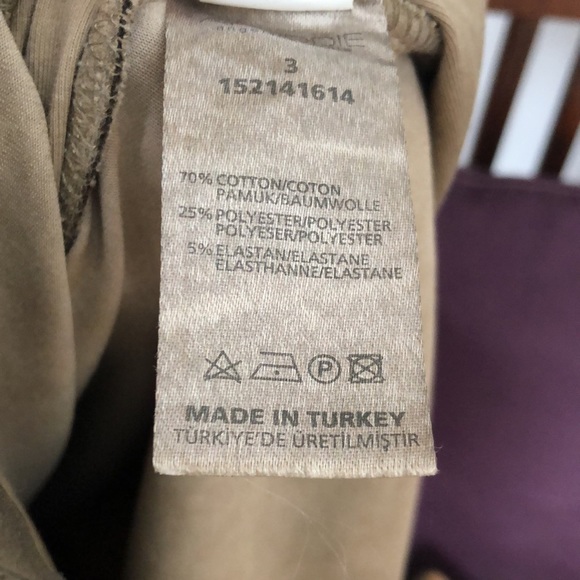 3
152141614
70% COTTON/COTON
PAMUK/BAUMWOLLE
25% POLYESTER/POLYESTER
POLYESER/POLYESTER
5% ELASTAN/ELASTANE
ELASTHANNE/ELASTANE
P
MADE IN TURKEY
TÜRKİYE'DE ÜRETİLMİŞTİR